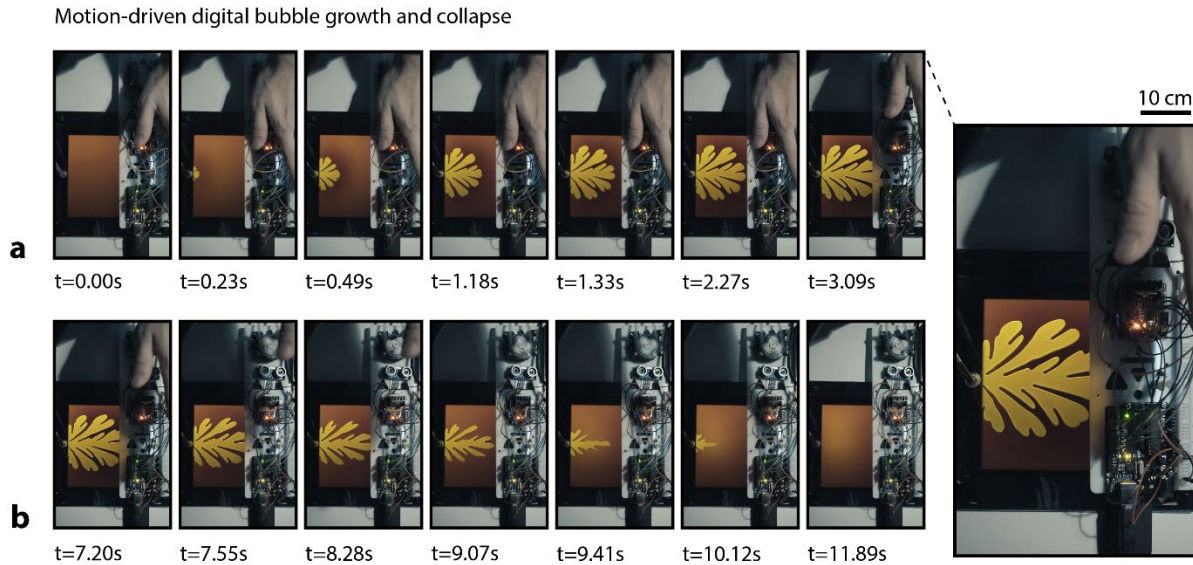 Motion-driven digital bubble growth and collapse
10 cm
a
t=0.00s t=0.23s t=0.49s t=1.18s t=1.33s t=2.27s t=3.09s
b
t=7.20s t=7.55s t=8.28s t=9.07s t=9.41s t=10.12s t=11.89s